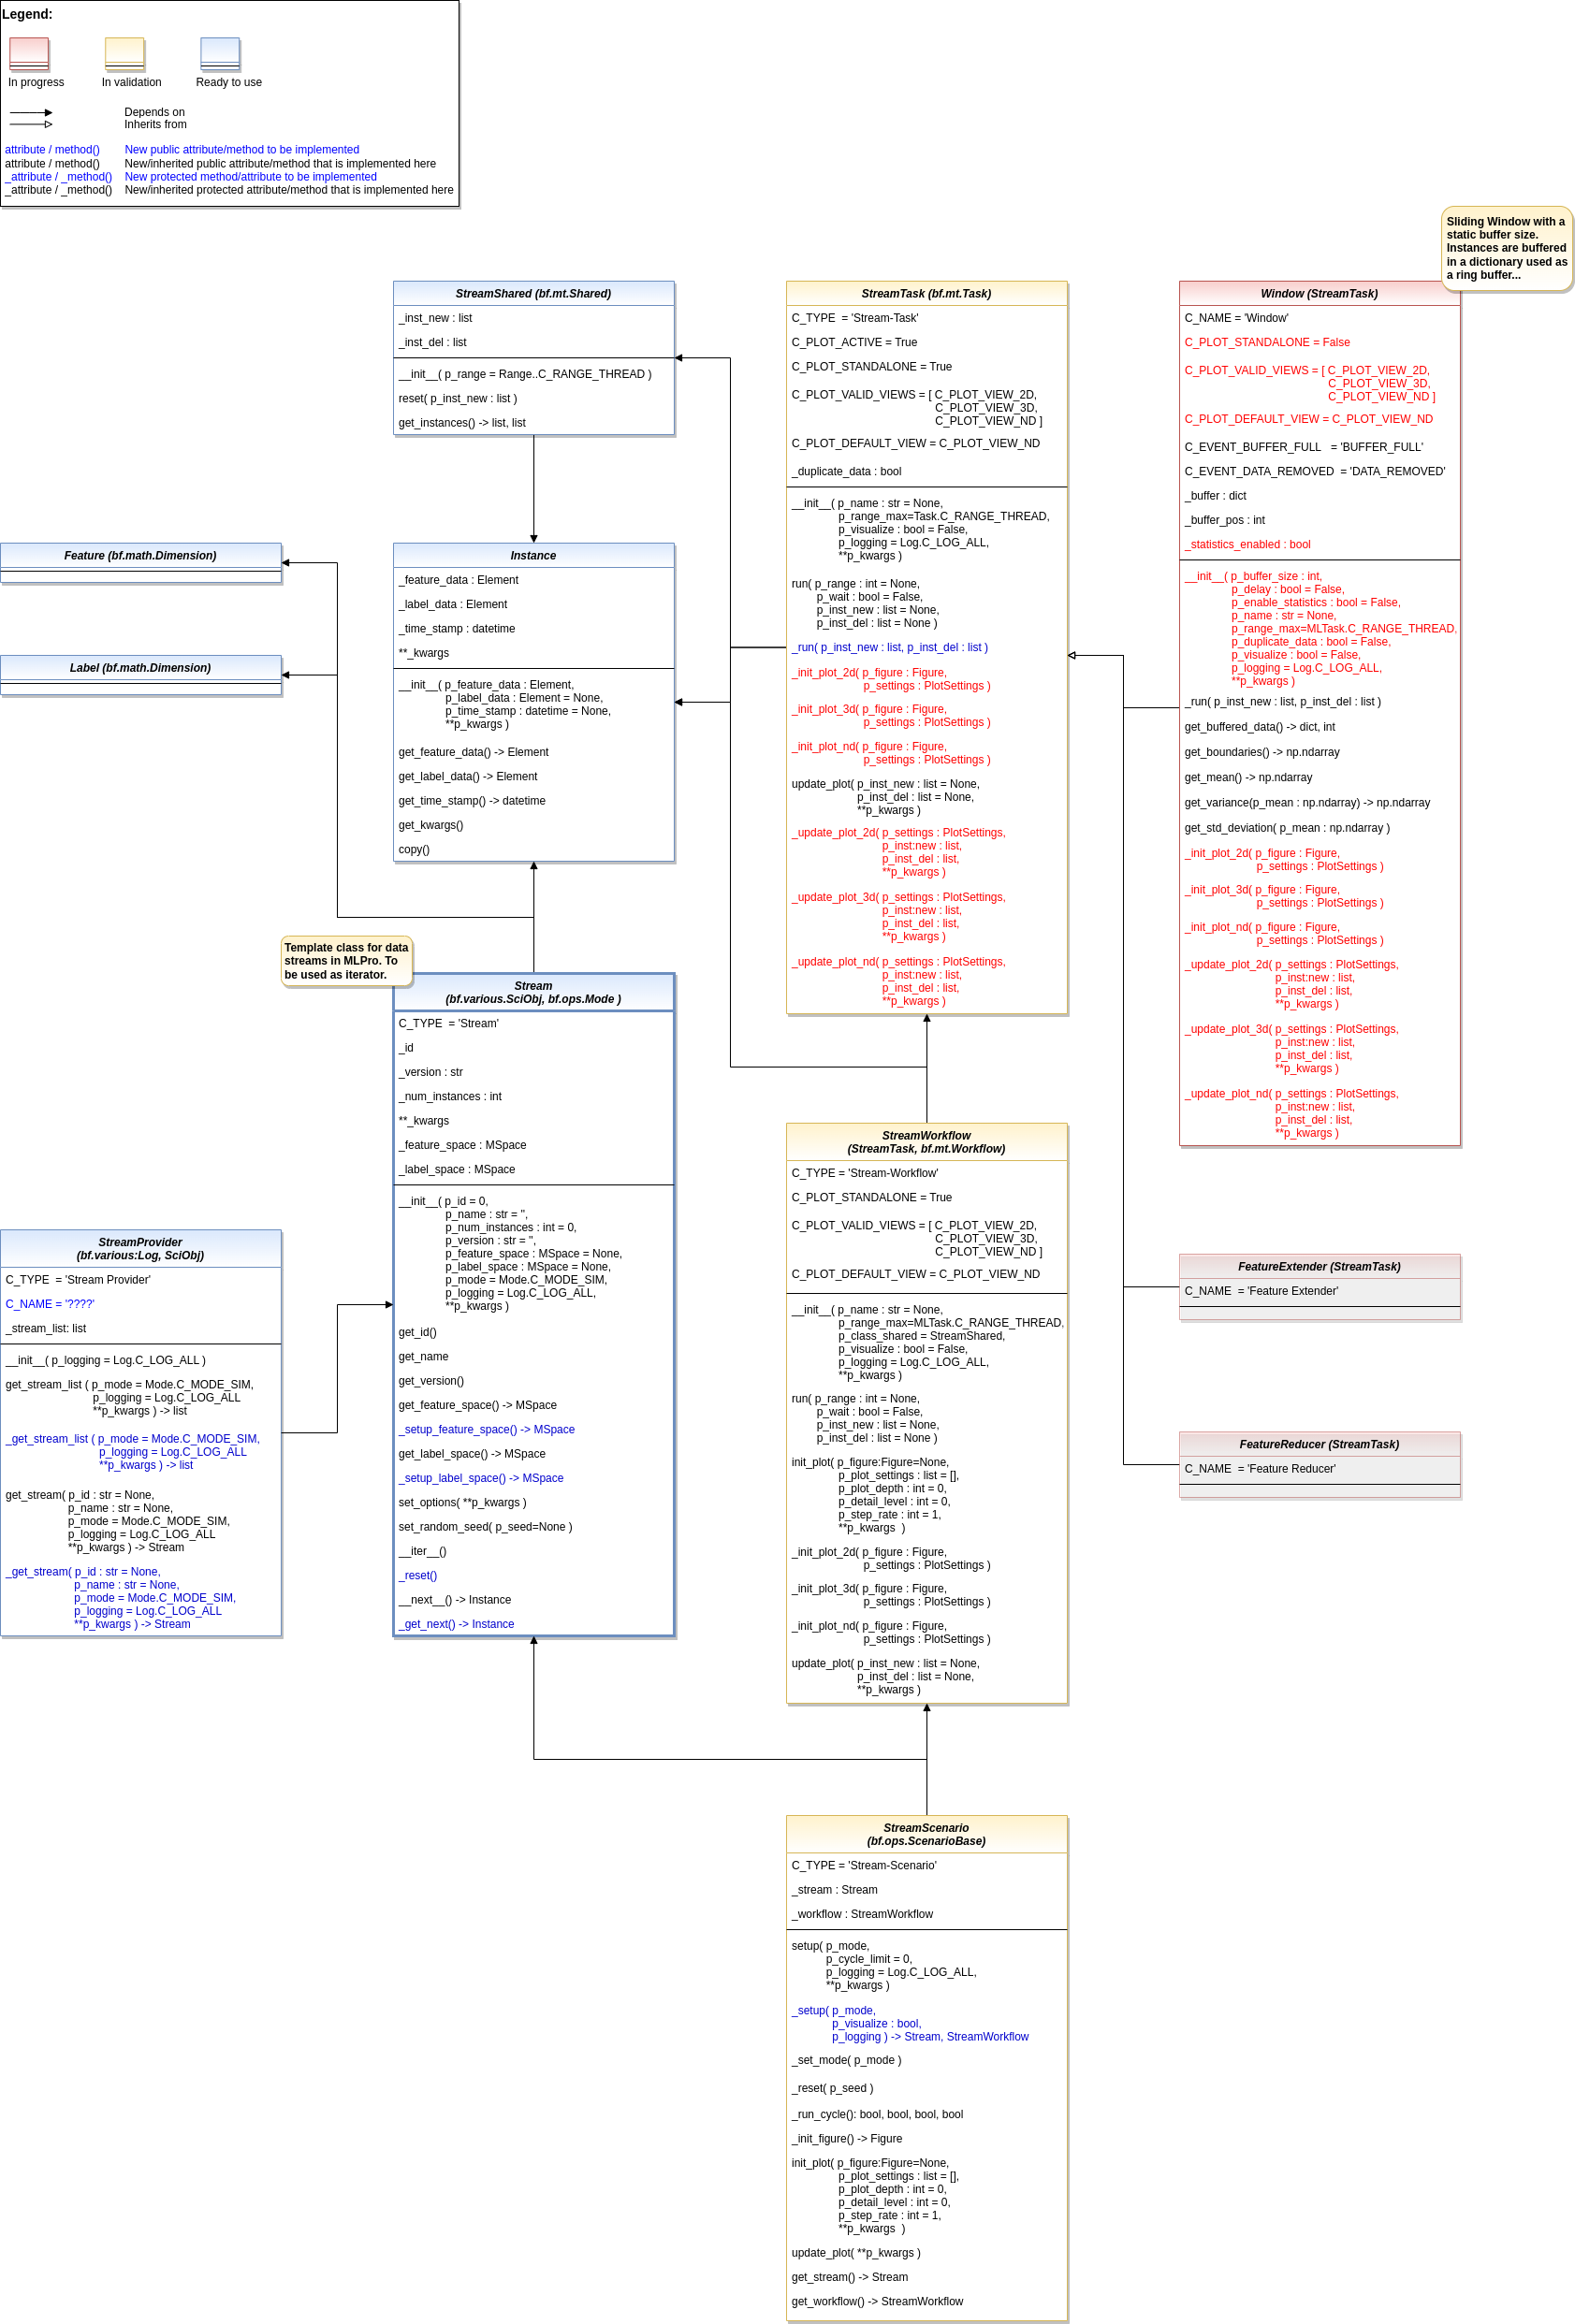 Legend:
In progress
In validation
Ready to use
Depends on
Inherits from
attribute / method() New public attribute/method to be implemented
attribute / method() New/inherited public attribute/method that is implemented here
_attribute / _method() New protected method/attribute to be implemented
_attribute / _method() New/inherited protected attribute/method that is implemented here
Sliding Window with a
static buffer size.
Instances are buffered
in a dictionary used as
a ring buffer...
StreamShared (bf.mt.Shared)
_inst_new : list
_inst_del : list
__init__( p_range = Range..C_RANGE_THREAD )
reset( p_inst_new : list )
get_instances() -> list, list
Feature (bf.math.Dimension)
Label (bf.math.Dimension)
Instance
_feature_data : Element
_label_data : Element
_time_stamp : datetime
**_kwargs
__init__( p_feature_data : Element,
p_label_data : Element = None,
p_time_stamp : datetime = None,
**p_kwargs )
get_feature_data() -> Element
get_label_data() -> Element
get_time_stamp() -> datetime
get_kwargs()
copy()
Template class for data
streams in MLPro. To
be used as iterator.
Stream
(bf.various.SciObj, bf.ops.Mode )
C_TYPE  = 'Stream'
_id
_version : str
_num_instances : int
**_kwargs
_feature_space : MSpace
_label_space : MSpace
__init__( p_id = 0,
p_name : str = '',
p_num_instances : int = 0,
p_version : str = '',
p_feature_space : MSpace = None,
p_label_space : MSpace = None,
p_mode = Mode.C_MODE_SIM,
p_logging = Log.C_LOG_ALL,
**p_kwargs )
get_id()
get_name
get_version()
get_feature_space() -> MSpace
_setup_feature_space() -> MSpace
get_label_space() -> MSpace
_setup_label_space() -> MSpace
set_options( **p_kwargs )
set_random_seed( p_seed=None )
__iter__()
_reset()
__next__() -> Instance
_get_next() -> Instance
StreamProvider
(bf.various:Log, SciObj)
C_TYPE  = 'Stream Provider'
C_NAME = '????'
_stream_list: list
__init__( p_logging = Log.C_LOG_ALL )
get_stream_list ( p_mode = Mode.C_MODE_SIM,
p_logging = Log.C_LOG_ALL
**p_kwargs ) -> list
_get_stream_list ( p_mode = Mode.C_MODE_SIM,
p_logging = Log.C_LOG_ALL
**p_kwargs ) -> list
get_stream( p_id : str = None,
p_name : str = None,
p_mode = Mode.C_MODE_SIM,
p_logging = Log.C_LOG_ALL
**p_kwargs ) -> Stream
_get_stream( p_id : str = None,
p_name : str = None,
p_mode = Mode.C_MODE_SIM,
p_logging = Log.C_LOG_ALL
**p_kwargs ) -> Stream
StreamTask (bf.mt.Task)
C_TYPE  = 'Stream-Task'
C_PLOT_ACTIVE = True
C_PLOT_STANDALONE = True
C_PLOT_VALID_VIEWS = [ C_PLOT_VIEW_2D,
C_PLOT_VIEW_3D,
C_PLOT_VIEW_ND ]
C_PLOT_DEFAULT_VIEW = C_PLOT_VIEW_ND
_duplicate_data : bool
__init__( p_name : str = None,
p_range_max=Task.C_RANGE_THREAD,
p_visualize : bool = False,
p_logging = Log.C_LOG_ALL,
**p_kwargs )
run( p_range : int = None,
p_wait : bool = False,
p_inst_new : list = None,
p_inst_del : list = None )
_run( p_inst_new : list, p_inst_del : list )
_init_plot_2d( p_figure : Figure,
p_settings : PlotSettings )
_init_plot_3d( p_figure : Figure,
p_settings : PlotSettings )
_init_plot_nd( p_figure : Figure,
p_settings : PlotSettings )
update_plot( p_inst_new : list = None,
p_inst_del : list = None,
**p_kwargs )
_update_plot_2d( p_settings : PlotSettings,
p_inst:new : list,
p_inst_del : list,
**p_kwargs )
_update_plot_3d( p_settings : PlotSettings,
p_inst:new : list,
p_inst_del : list,
**p_kwargs )
_update_plot_nd( p_settings : PlotSettings,
p_inst:new : list,
p_inst_del : list,
**p_kwargs )
StreamWorkflow
(StreamTask, bf.mt.Workflow)
C_TYPE = 'Stream-Workflow'
C_PLOT_STANDALONE = True
C_PLOT_VALID_VIEWS = [ C_PLOT_VIEW_2D,
C_PLOT_VIEW_3D,
C_PLOT_VIEW_ND ]
C_PLOT_DEFAULT_VIEW = C_PLOT_VIEW_ND
__init__( p_name : str = None,
p_range_max=MLTask.C_RANGE_THREAD,
p_class_shared = StreamShared,
p_visualize : bool = False,
p_logging = Log.C_LOG_ALL,
**p_kwargs )
run( p_range : int = None,
p_wait : bool = False,
p_inst_new : list = None,
p_inst_del : list = None )
init_plot( p_figure:Figure=None,
p_plot_settings : list = [],
p_plot_depth : int = 0,
p_detail_level : int = 0,
p_step_rate : int = 1,
**p_kwargs  )
_init_plot_2d( p_figure : Figure,
p_settings : PlotSettings )
_init_plot_3d( p_figure : Figure,
p_settings : PlotSettings )
_init_plot_nd( p_figure : Figure,
p_settings : PlotSettings )
update_plot( p_inst_new : list = None,
p_inst_del : list = None,
**p_kwargs )
StreamScenario
(bf.ops.ScenarioBase)
C_TYPE = 'Stream-Scenario'
_stream : Stream
_workflow : StreamWorkflow
setup( p_mode,
p_cycle_limit = 0,
p_logging = Log.C_LOG_ALL,
**p_kwargs )
_setup( p_mode,
p_visualize : bool,
p_logging ) -> Stream, StreamWorkflow
_set_mode( p_mode )
_reset( p_seed )
_run_cycle(): bool, bool, bool, bool
_init_figure() -> Figure
init_plot( p_figure:Figure=None,
p_plot_settings : list = [],
p_plot_depth : int = 0,
p_detail_level : int = 0,
p_step_rate : int = 1,
**p_kwargs  )
update_plot( **p_kwargs )
get_stream() -> Stream
get_workflow() -> StreamWorkflow
Window (StreamTask)
C_NAME = 'Window'
C_PLOT_STANDALONE = False
C_PLOT_VALID_VIEWS = [ C_PLOT_VIEW_2D,
C_PLOT_VIEW_3D,
C_PLOT_VIEW_ND ]
C_PLOT_DEFAULT_VIEW = C_PLOT_VIEW_ND
C_EVENT_BUFFER_FULL   = 'BUFFER_FULL'
C_EVENT_DATA_REMOVED  = 'DATA_REMOVED'
_buffer : dict
_buffer_pos : int
_statistics_enabled : bool
__init__( p_buffer_size : int,
p_delay : bool = False,
p_enable_statistics : bool = False,
p_name : str = None,
p_range_max=MLTask.C_RANGE_THREAD,
p_duplicate_data : bool = False,
p_visualize : bool = False,
p_logging = Log.C_LOG_ALL,
**p_kwargs )
_run( p_inst_new : list, p_inst_del : list )
get_buffered_data() -> dict, int
get_boundaries() -> np.ndarray
get_mean() -> np.ndarray
get_variance(p_mean : np.ndarray) -> np.ndarray
get_std_deviation( p_mean : np.ndarray )
_init_plot_2d( p_figure : Figure,
p_settings : PlotSettings )
_init_plot_3d( p_figure : Figure,
p_settings : PlotSettings )
_init_plot_nd( p_figure : Figure,
p_settings : PlotSettings )
_update_plot_2d( p_settings : PlotSettings,
p_inst:new : list,
p_inst_del : list,
**p_kwargs )
_update_plot_3d( p_settings : PlotSettings,
p_inst:new : list,
p_inst_del : list,
**p_kwargs )
_update_plot_nd( p_settings : PlotSettings,
p_inst:new : list,
p_inst_del : list,
**p_kwargs )
FeatureExtender (StreamTask)
C_NAME  = 'Feature Extender'
FeatureReducer (StreamTask)
C_NAME  = 'Feature Reducer'